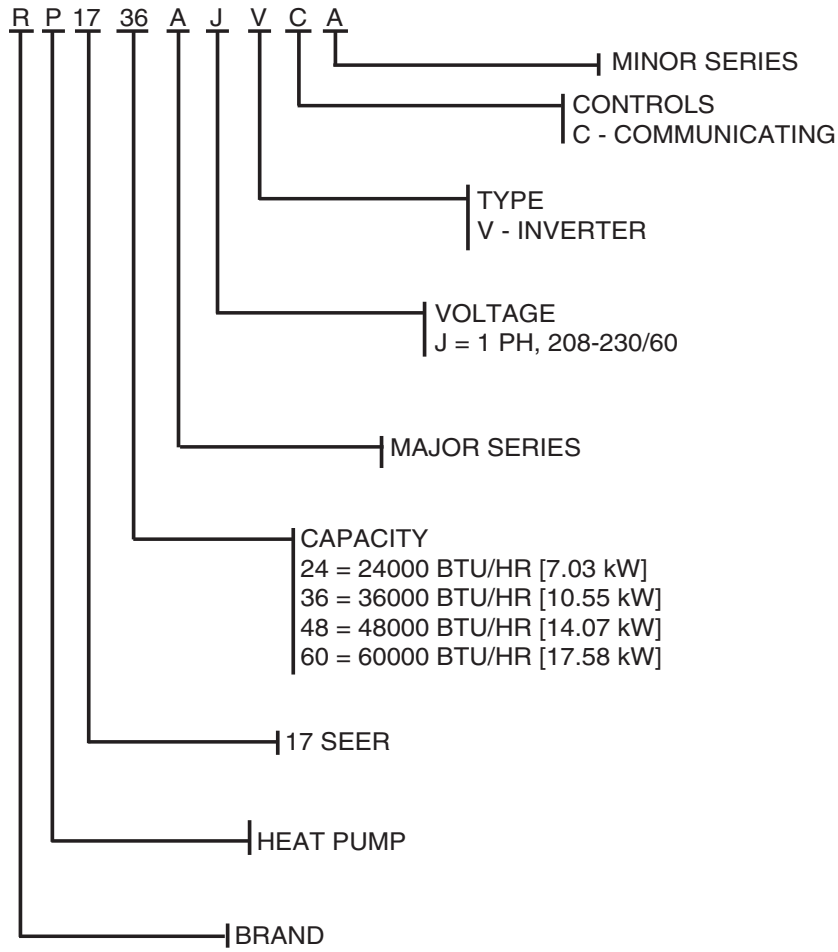 R P 17 36 A J V C A
MINOR SERIES
CONTROLS
C - COMMUNICATING
TYPE
V - INVERTER
VOLTAGE
J = 1 PH, 208-230/60
MAJOR SERIES
CAPACITY
24 = 24000 BTU/HR [7.03 kW]
36 = 36000 BTU/HR [10.55 kW]
48 = 48000 BTU/HR [14.07 kW]
60 = 60000 BTU/HR [17.58 kW]
17 SEER
HEAT PUMP
BRAND